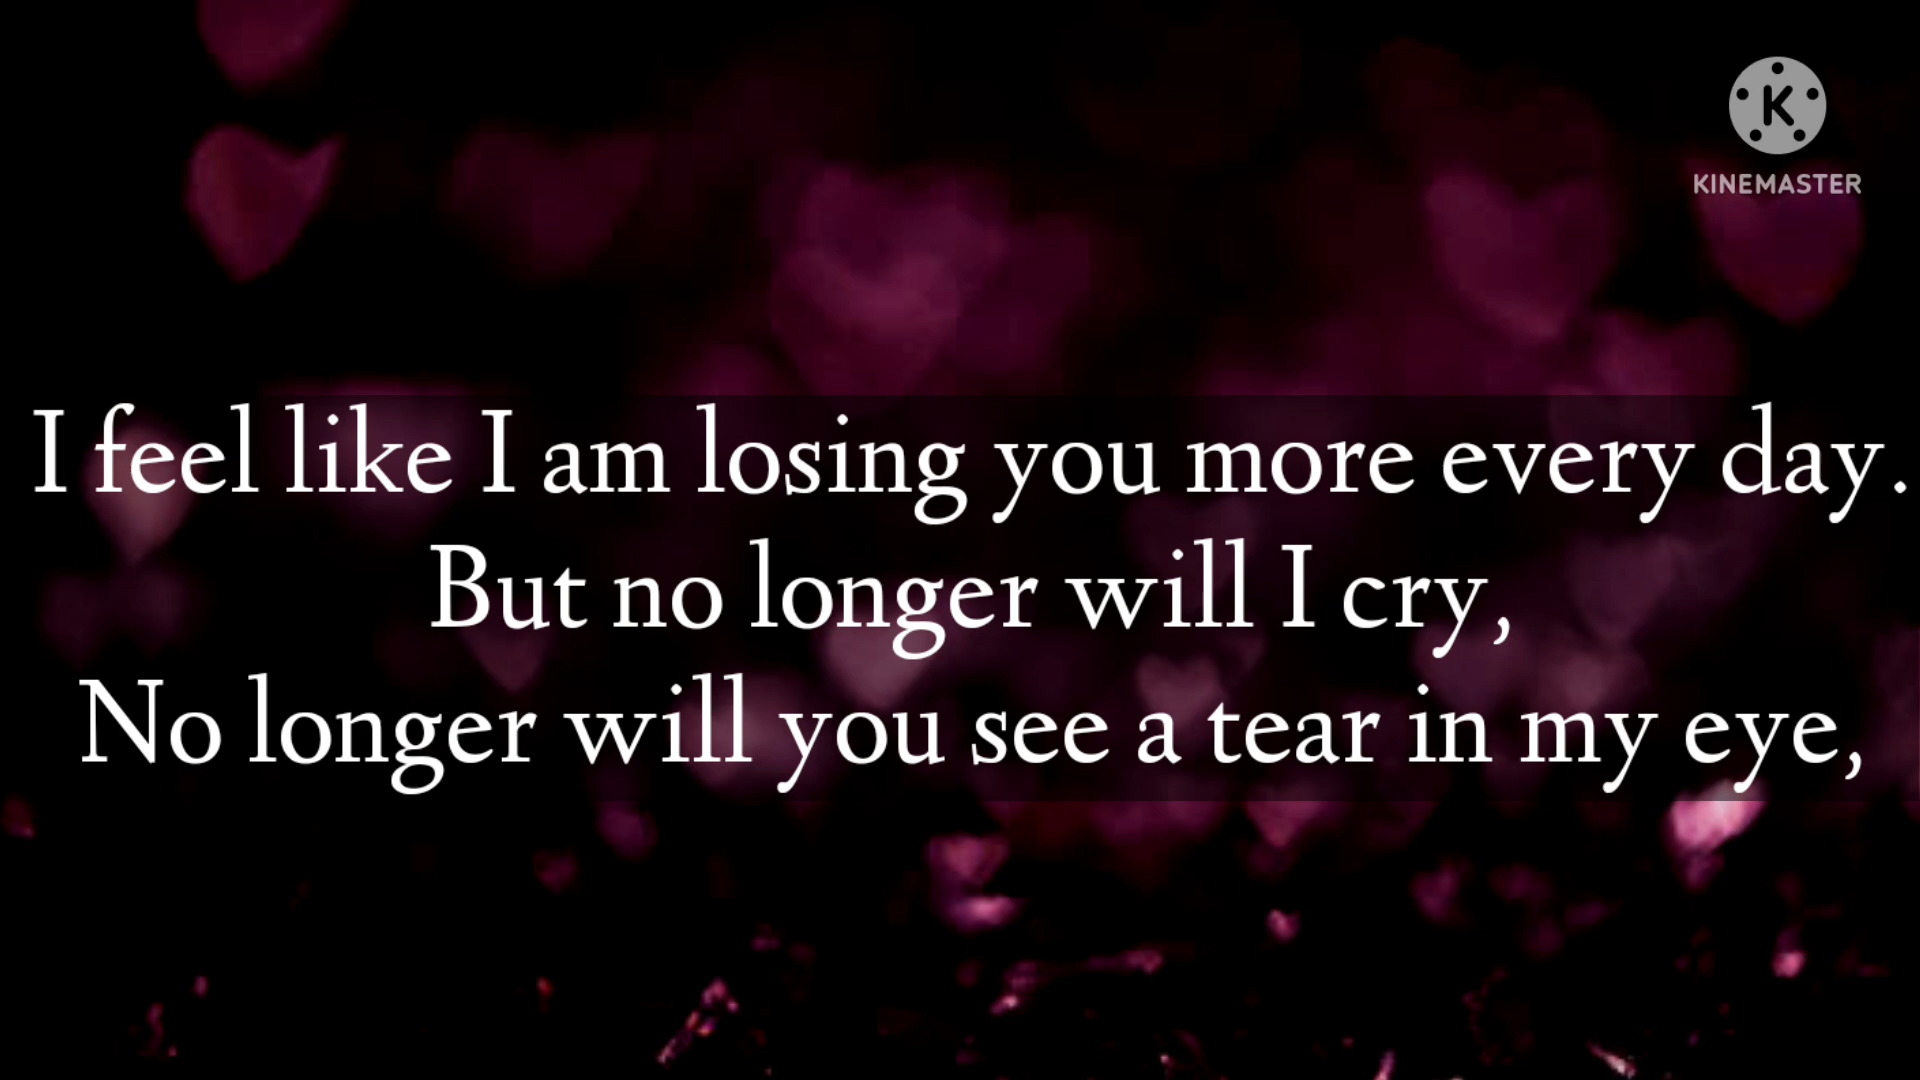 K
KINEMASTER
I feel like I am losing you more every day.
But no longer will I cry,
No longer will you see a tear in my eye,